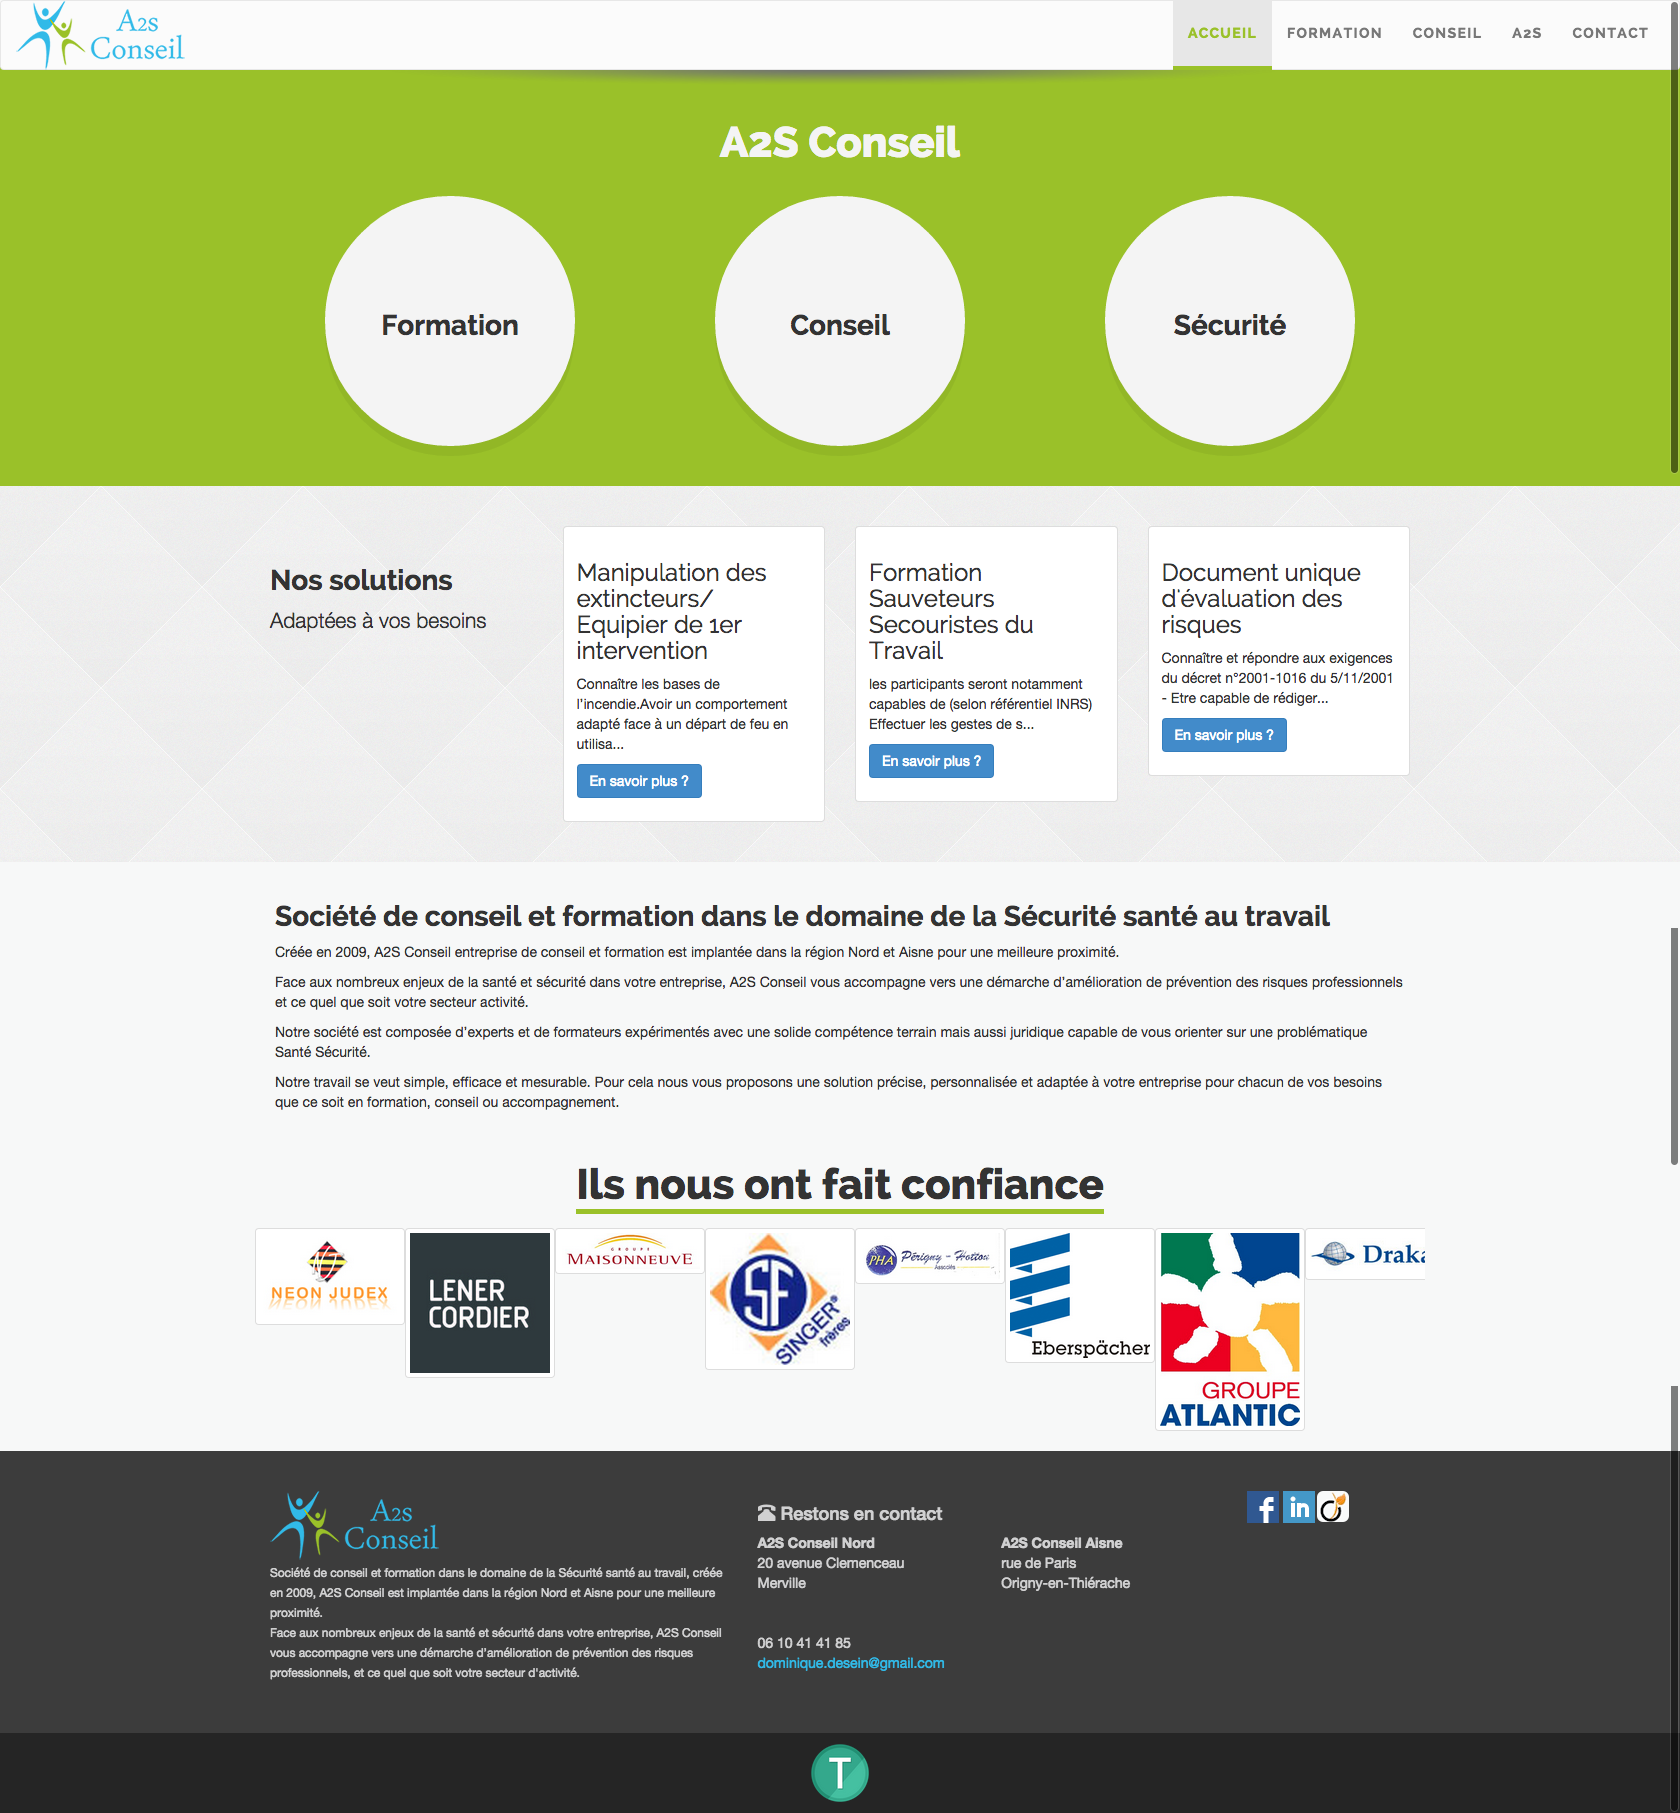 A2S
Conseil
ACCUEIL
FORMATION
CONSEIL
A2S
CONTACT
A2S Conseil
Formation
Conseil
Sécurité
Nos solutions
Adaptées à vos besoins
Manipulation des
extincteurs/
Equipier de 1er
intervention
Connaître les bases de
l'incendie.Avoir un comportement
adapté face à un départ de feu en
utilisa...
En savoir plus ?
Formation
Sauveteurs
Secouristes du
Travail
les participants seront notamment
capables de (selon référentiel INRS)
Effectuer les gestes de s...
En savoir plus ?
Document unique
d'évaluation des
risques
Connaître et répondre aux exigences
du décret n°2001-1016 du 5/11/2001
- Etre capable de rédiger...
En savoir plus ?
Société de conseil et formation dans le domaine de la Sécurité santé au travail
Créée en 2009, A2S Conseil entreprise de conseil et formation est implantée dans la région Nord et Aisne pour une meilleure proximité.
Face aux nombreux enjeux de la santé et sécurité dans votre entreprise, A2S Conseil vous accompagne vers une démarche d'amélioration de prévention des risques professionnels
et ce quel que soit votre secteur activité.
Notre société est composée d'experts et de formateurs expérimentés avec une solide compétence terrain mais aussi juridique capable de vous orienter sur une problématique
Santé Sécurité.
Notre travail se veut simple, efficace et mesurable. Pour cela nous vous proposons une solution précise, personnalisée et adaptée à votre entreprise pour chacun de vos besoins
que ce soit en formation, conseil ou accompagnement.
Ils nous ont fait confiance
NJ
NEON JUDEX
LENER
CORDIER
GROUPE
MAISONNEUVE
SF
SINGER®
frères
PHA
Périgny - Hotton
Associés
Eberspächer
GROUPE
ATLANTIC
Draka
A2S
Conseil
Société de conseil et formation dans le domaine de la Sécurité santé au travail, créée
en 2009, A2S Conseil est implantée dans la région Nord et Aisne pour une meilleure
proximité.
Face aux nombreux enjeux de la santé et sécurité dans votre entreprise, A2S Conseil
vous accompagne vers une démarche d'amélioration de prévention des risques
professionnels, et ce quel que soit votre secteur d'activité.
Restons en contact
A2S Conseil Nord
20 avenue Clemenceau
Merville
06 10 41 41 85
dominique.desein@gmail.com
A2S Conseil Aisne
rue de Paris
Origny-en-Thiérache
f
in
T